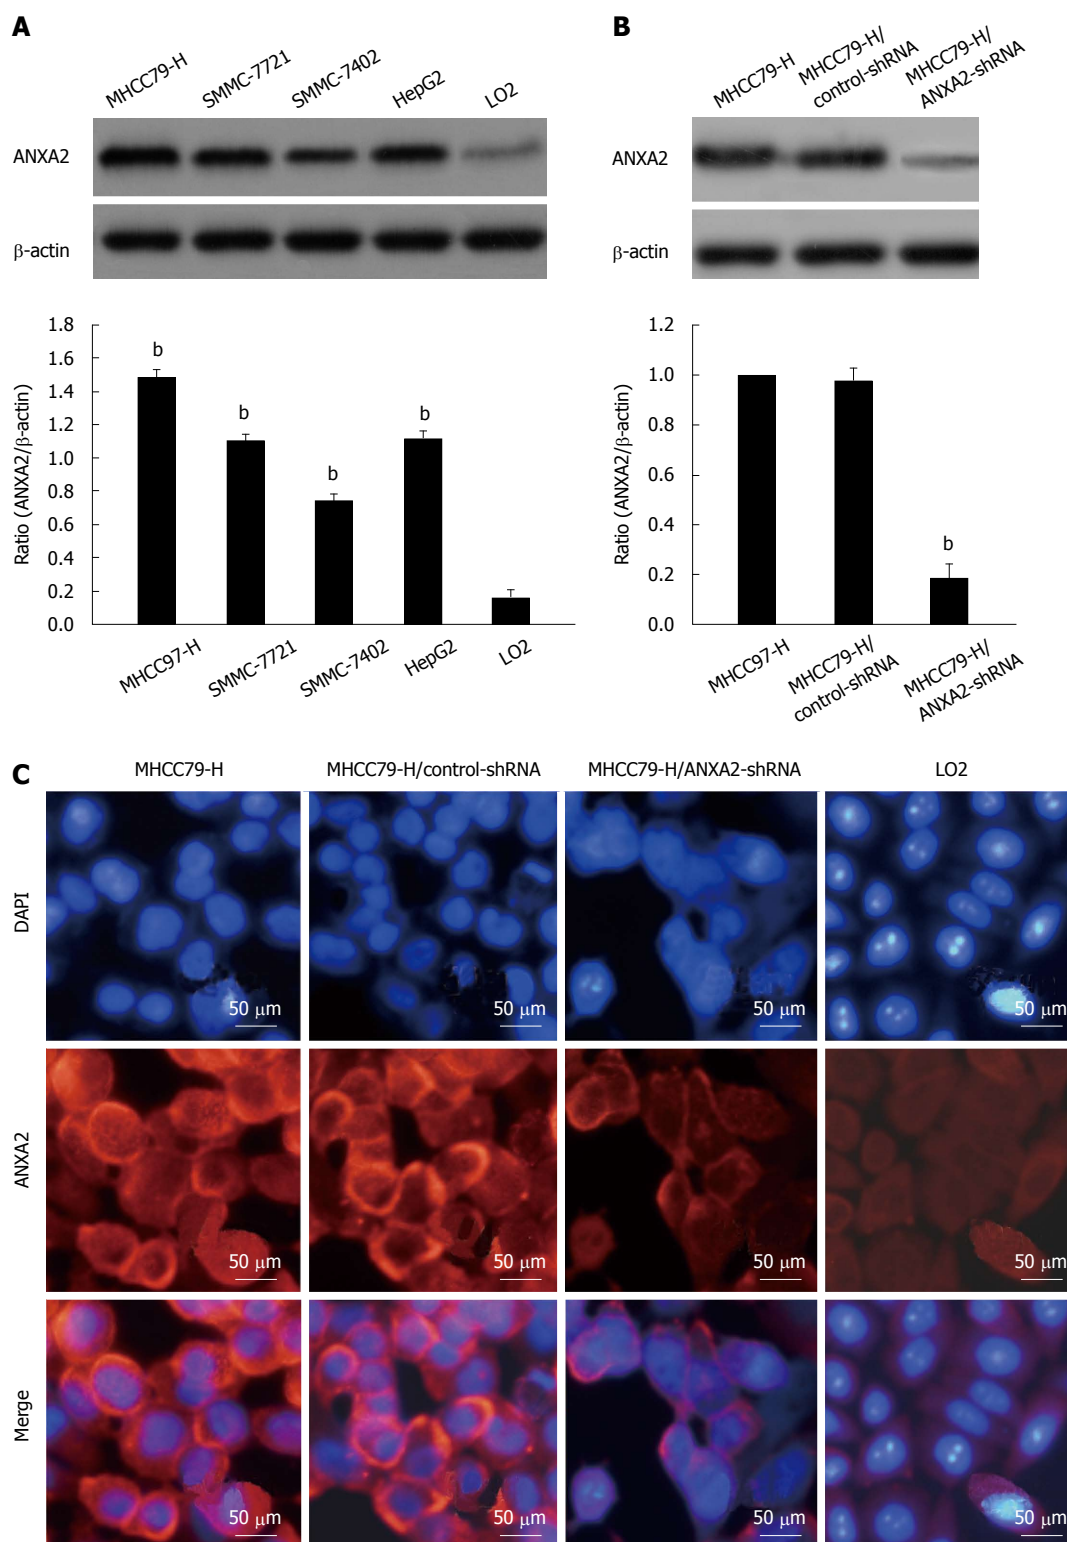 A
MHCC79-H
SMMC-7721
SMMC-7402
HepG2
LO2
ANXA2
β-actin
Ratio (ANXA2/β-actin)
1.8
1.6
1.4
1.2
1.0
0.8
0.6
0.4
0.2
0.0
b
b
b
b
MHCC97-H
SMMC-7721
SMMC-7402
HepG2
LO2
B
MHCC79-H
MHCC79-H/
control-shRNA
MHCC79-H/
ANXA2-shRNA
ANXA2
β-actin
Ratio (ANXA2/β-actin)
1.2
1.0
0.8
0.6
0.4
0.2
0.0
b
MHCC97-H
MHCC79-H/
control-shRNA
MHCC79-H/
ANXA2-shRNA
C
MHCC79-H
MHCC79-H/control-shRNA
MHCC79-H/ANXA2-shRNA
LO2
DAPI
50 μm
50 μm
50 μm
50 μm
ANXA2
50 μm
50 μm
50 μm
50 μm
Merge
50 μm
50 μm
50 μm
50 μm